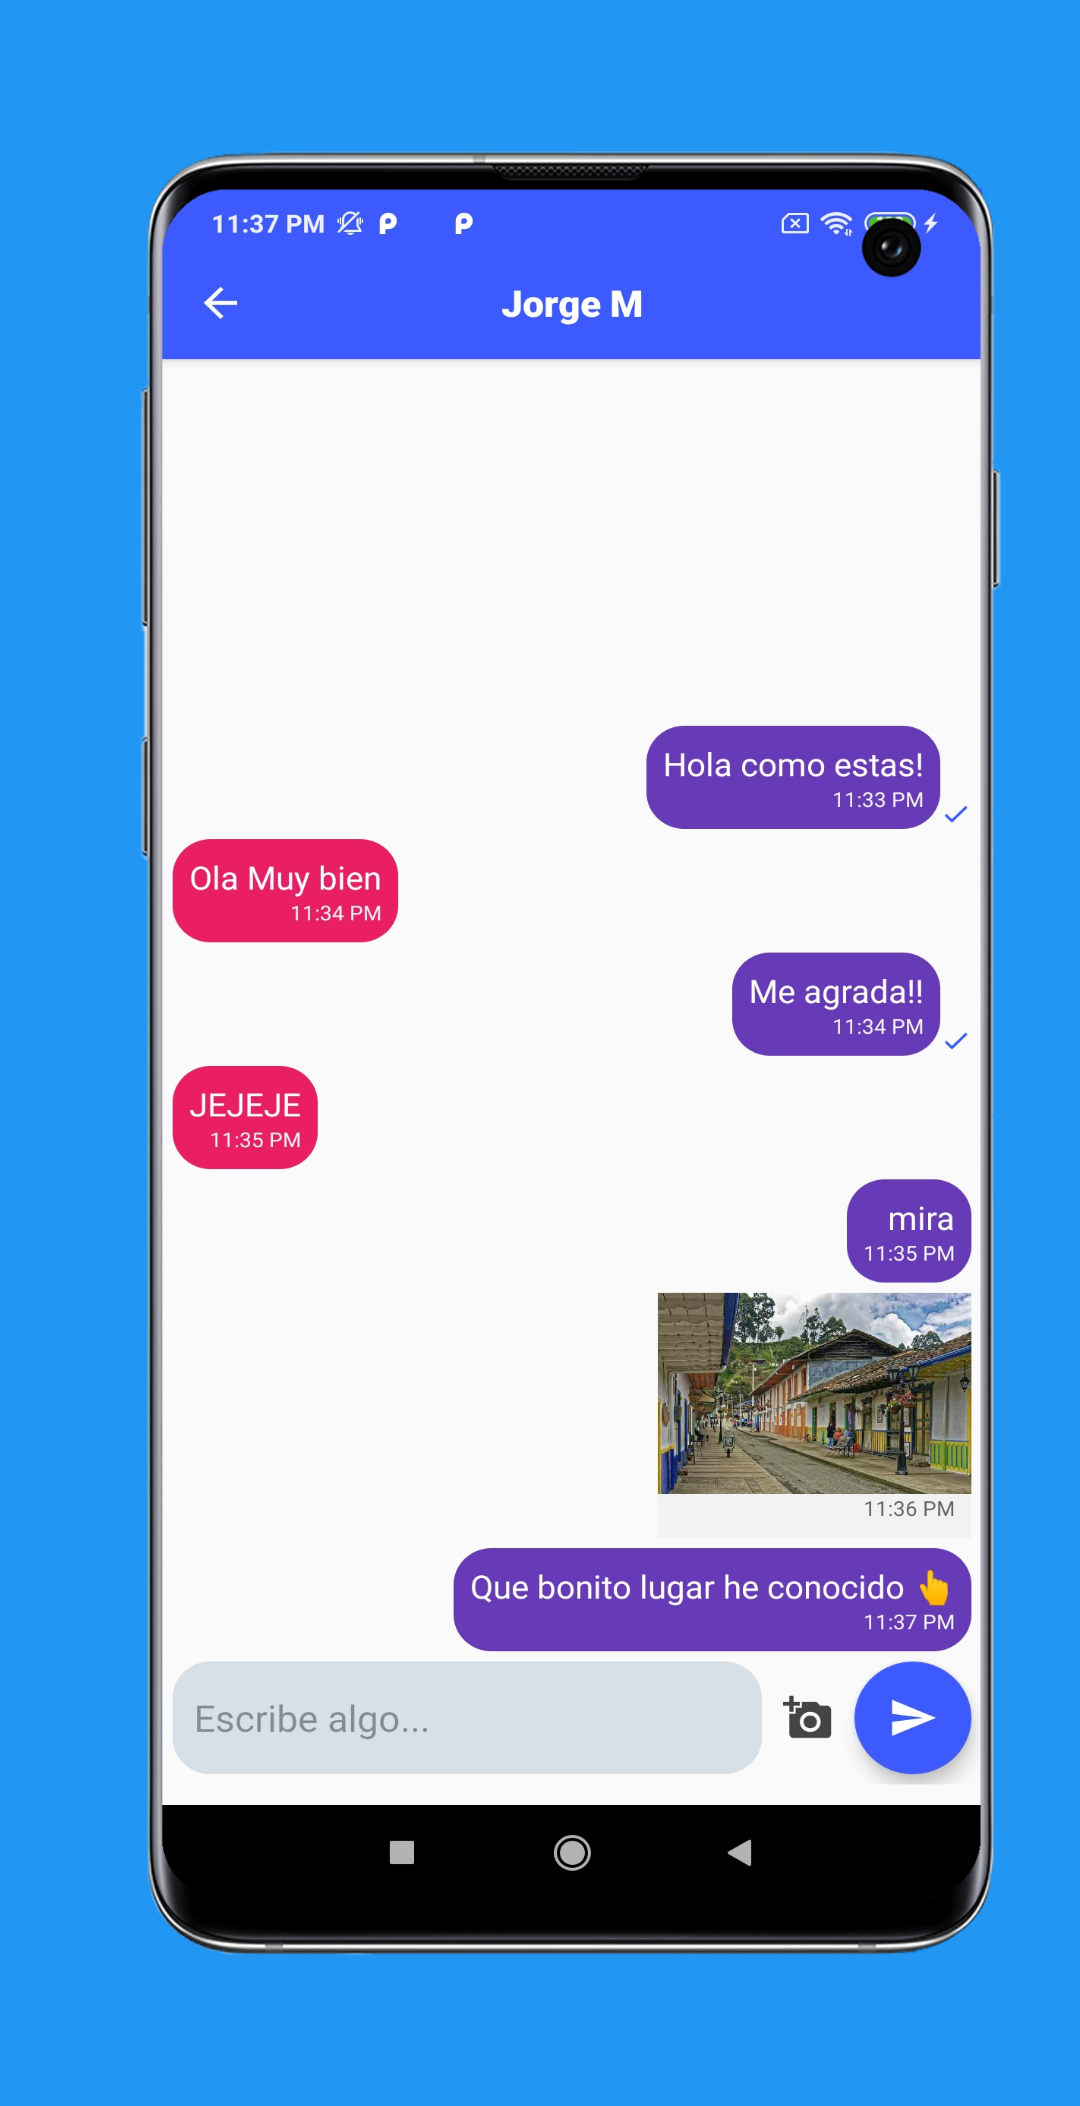 11:37 PM
Jorge M
Hola como estas!
11:33 PM
Ola Muy bien
11:34 PM
Me agrada!!
11:34 PM
JEJEJE
11:35 PM
mira
11:35 PM
11:36 PM
Que bonito lugar he conocido 👆
11:37 PM
Escribe algo...